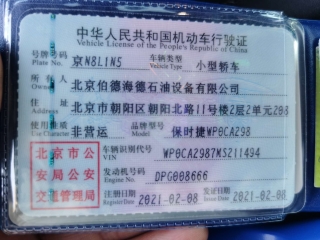 中华人民共和国机动车行驶证
Vehicle License of the People's Republic of China
号牌号码 京N8L1N5 车辆类型 小型轿车
Plate No. Vehicle Type
所有人 北京伯德海德石油设备有限公司
Owner
住址 北京市朝阳区朝阳北路11号楼2层2单元208
Address
使用性质 非营运 品牌型号 保时捷WP0CA298
Use Character Model
北京市公安局公安交通管理局
车辆识别代号 WP0CA2987MS211494
VIN
发动机号码 DPG008666
Engine No.
注册日期 2021-02-08 发证日期 2021-02-08
Register Date Issue Date